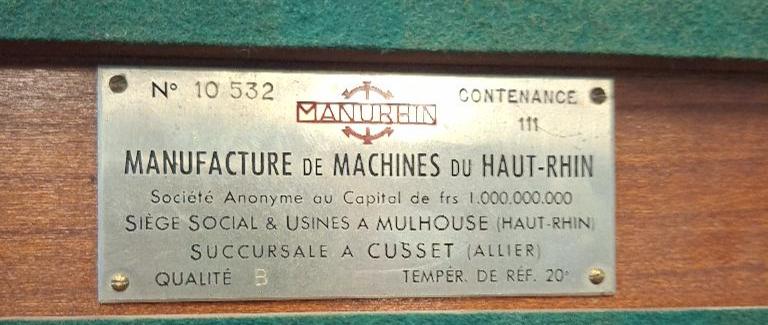 N° 10 532
MANURHIN
CONTENANCE
111
MANUFACTURE DE MACHINES DU HAUT-RHIN
Société Anonyme au Capital de frs 1.000.000.000
SIÈGE SOCIAL & USINES A MULHOUSE (HAUT-RHIN)
SUCCURSALE A CUSSET (ALLIER)
QUALITÉ B
TEMPÉR. DE RÉF. 20°